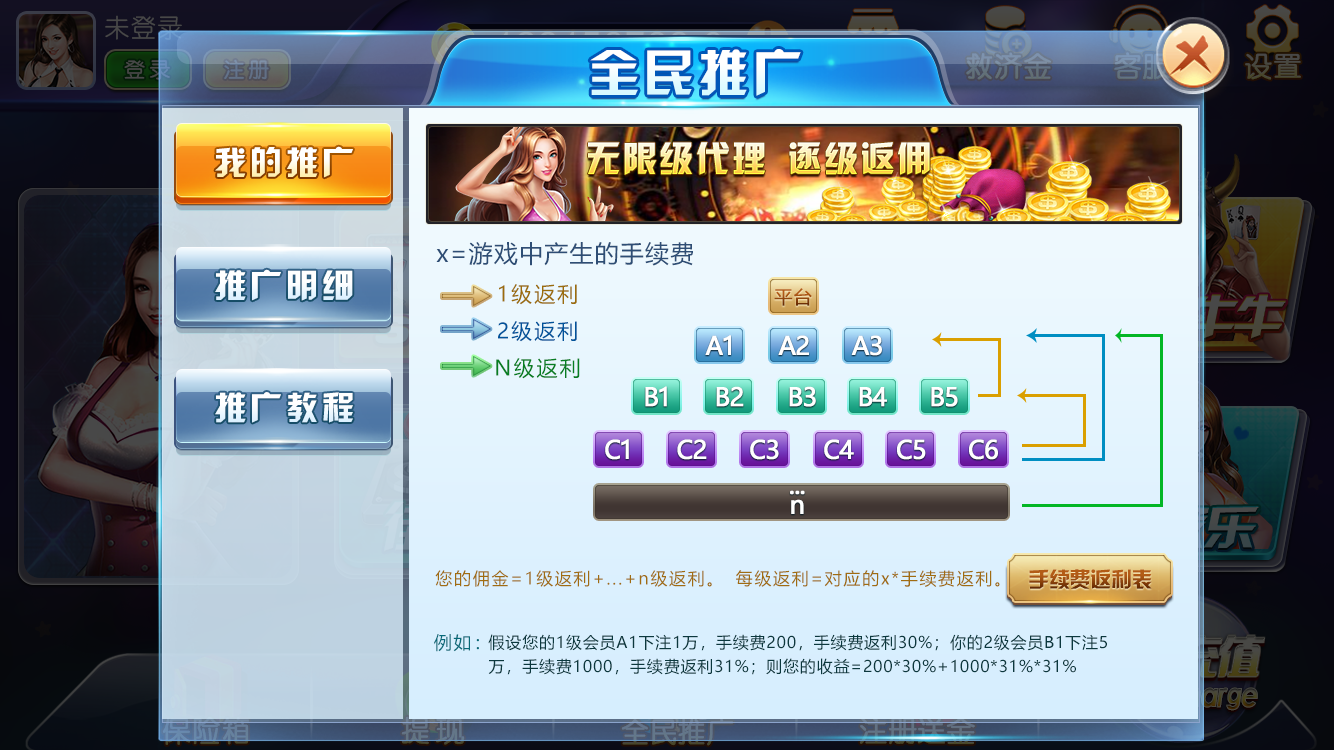 未登录
登录
注册
救济金
客服
设置
全民推广
我的推广
推广明细
推广教程
无限级代理 逐级返佣
x=游戏中产生的手续费
1级返利
2级返利
N级返利
平台
A1 A2 A3
B1 B2 B3 B4 B5
C1 C2 C3 C4 C5 C6
...
n
您的佣金=1级返利+...+n级返利。 每级返利=对应的x*手续费返利。
手续费返利表
例如：假设您的1级会员A1下注1万，手续费200，手续费返利30%；你的2级会员B1下注5
万，手续费1000，手续费返利31%；则您的收益=200*30%+1000*31%*31%
牛牛
乐
充值
arge
保险箱
提现
全民推广
注册送金